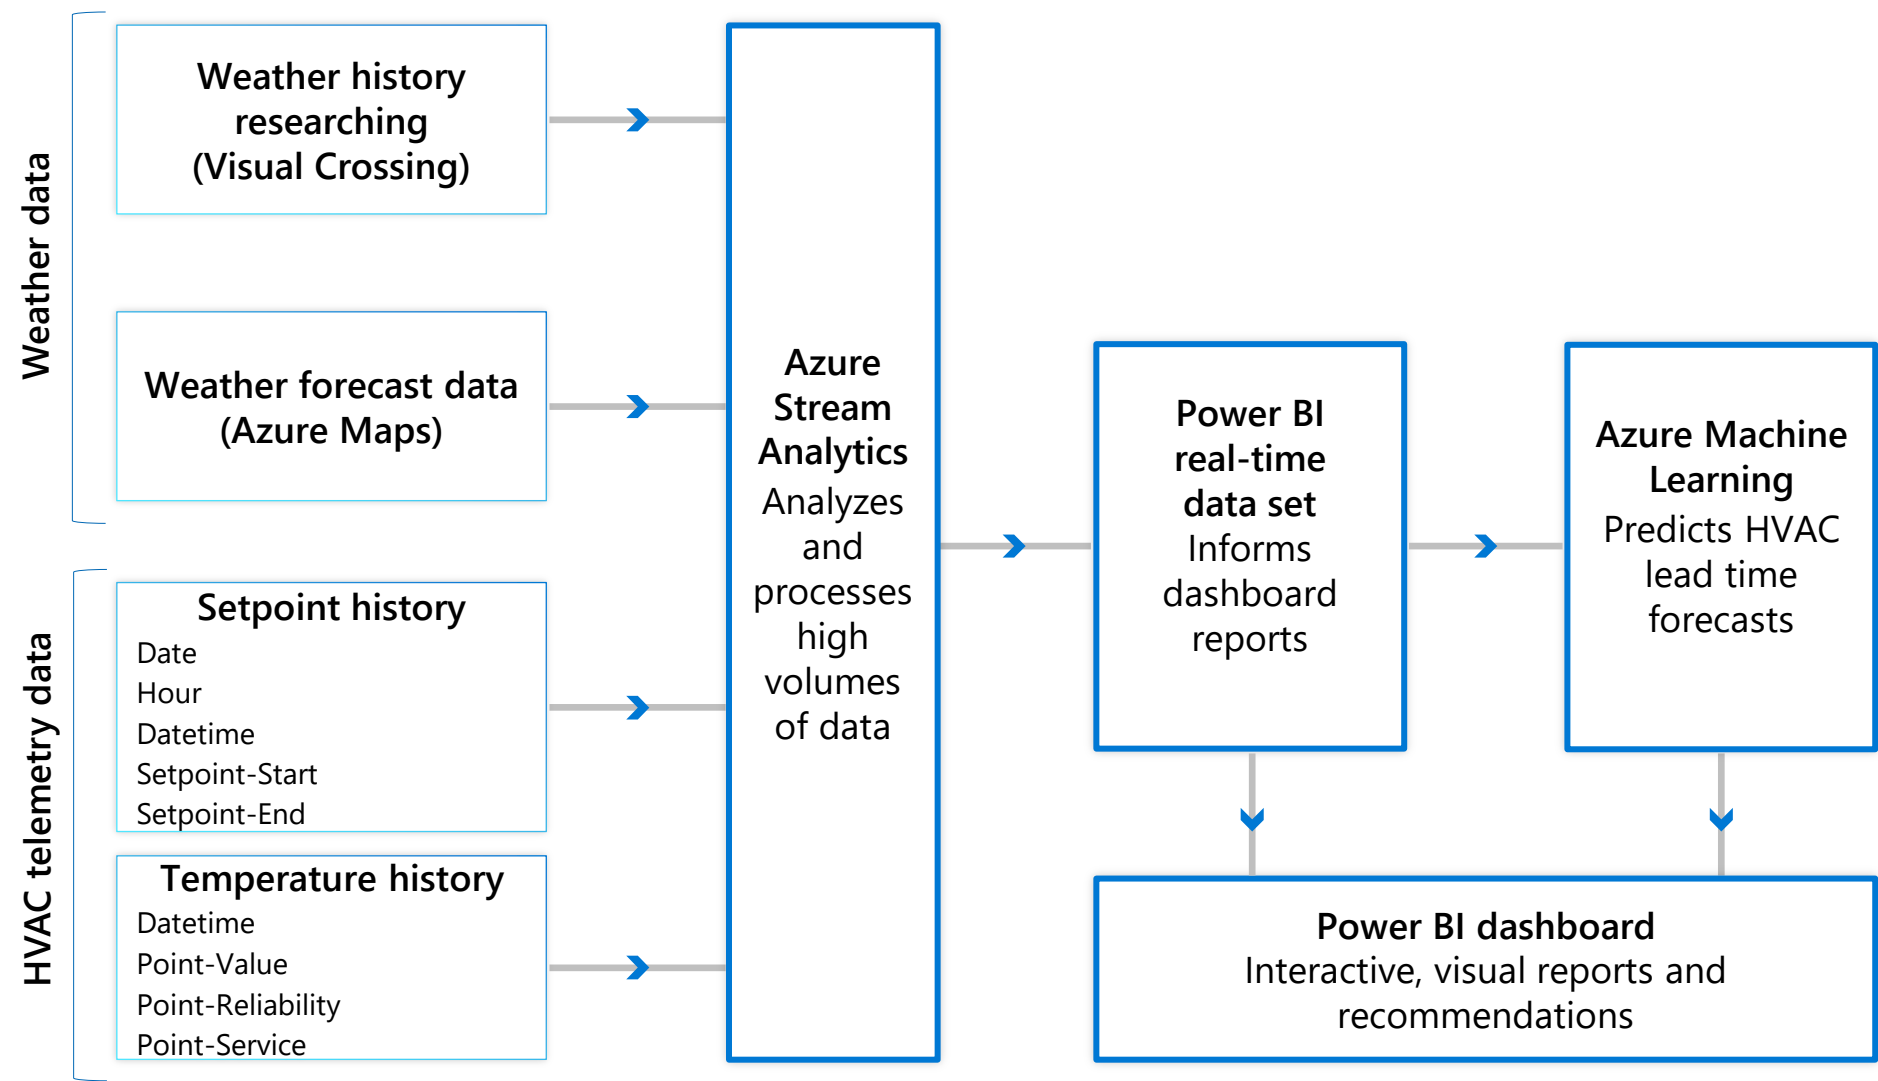 Weather data
Weather history
researching
(Visual Crossing)
Weather forecast data
(Azure Maps)
HVAC telemetry data
Setpoint history
Date
Hour
Datetime
Setpoint-Start
Setpoint-End
Temperature history
Datetime
Point-Value
Point-Reliability
Point-Service
Azure
Stream
Analytics
Analyzes
and
processes
high
volumes
of data
Power BI
real-time
data set
Informs
dashboard
reports
Azure Machine
Learning
Predicts HVAC
lead time
forecasts
Power BI dashboard
Interactive, visual reports and
recommendations